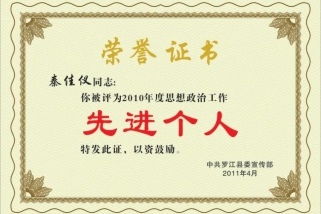 荣誉证书
秦佳仪同志：
你被评为2010年度思想政治工作
先进个人
特发此证，以资鼓励。
中共罗江县委宣传部
2011年4月